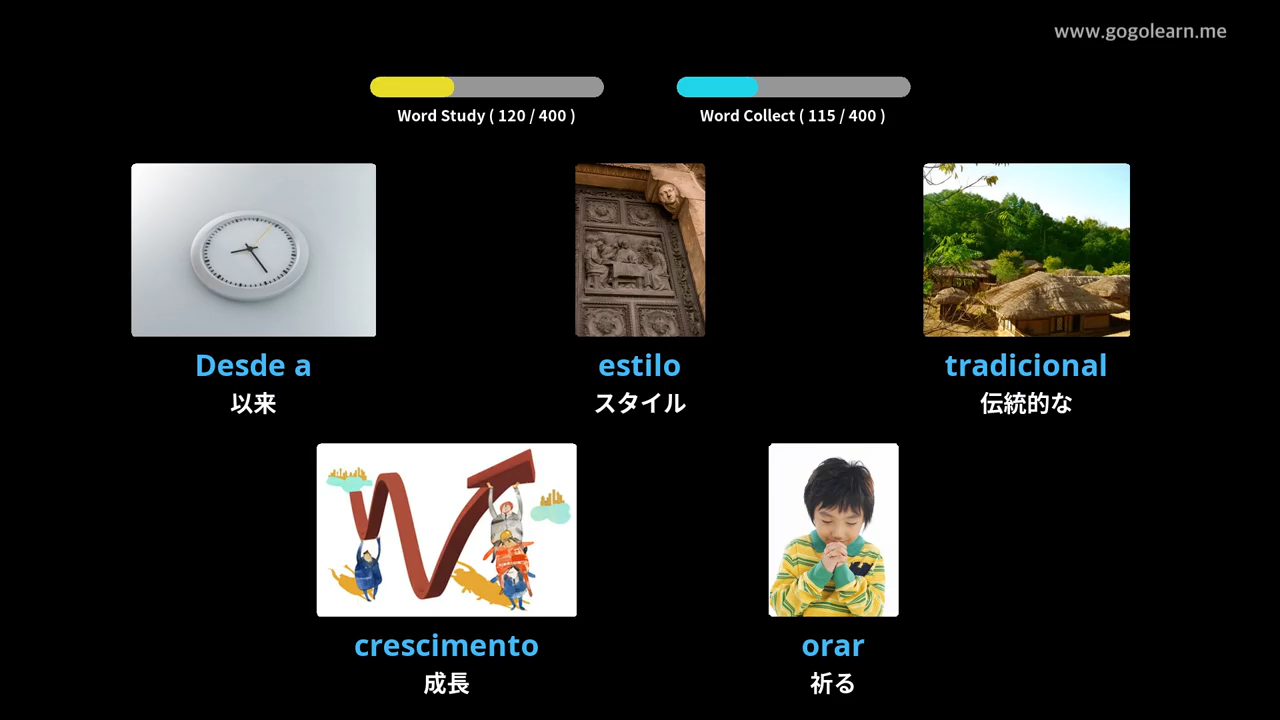 www.gogolearn.me
Word Study ( 120 / 400 )
Word Collect ( 115 / 400 )
Desde a
以来
estilo
スタイル
tradicional
伝統的な
crescimento
成長
orar
祈る